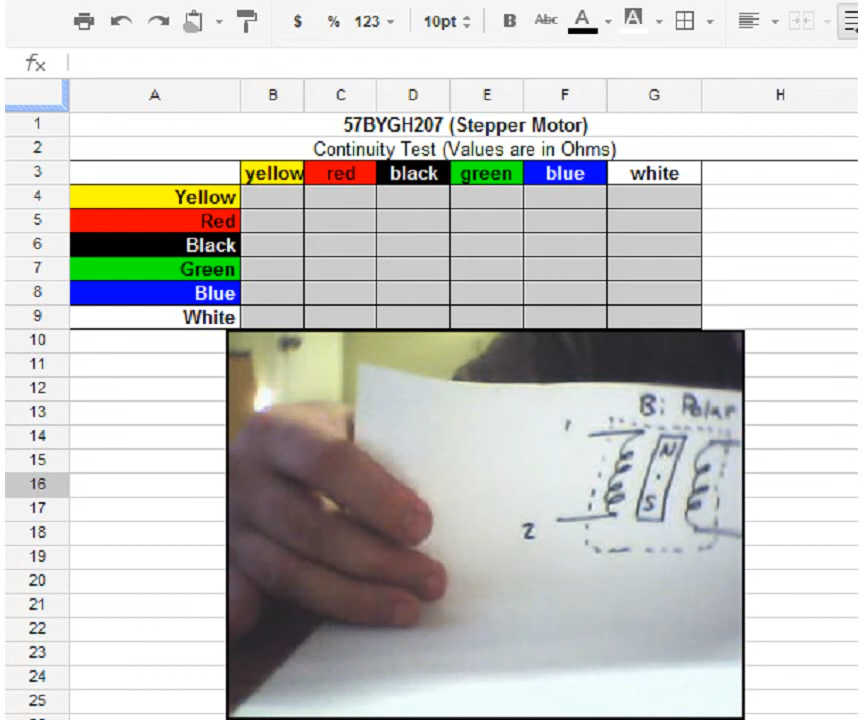 $ % 123 10pt B Abc A A
fx
A B C D E F G H
1 57BYGH207 (Stepper Motor)
2 Continuity Test (Values are in Ohms)
3 yellow red black green blue white
4 Yellow
5 Red
6 Black
7 Green
8 Blue
9 White
10
11
12
13
14
15
16
17
18
19
20
21
22
23
24
25
Bi Polar
1
N
S
2